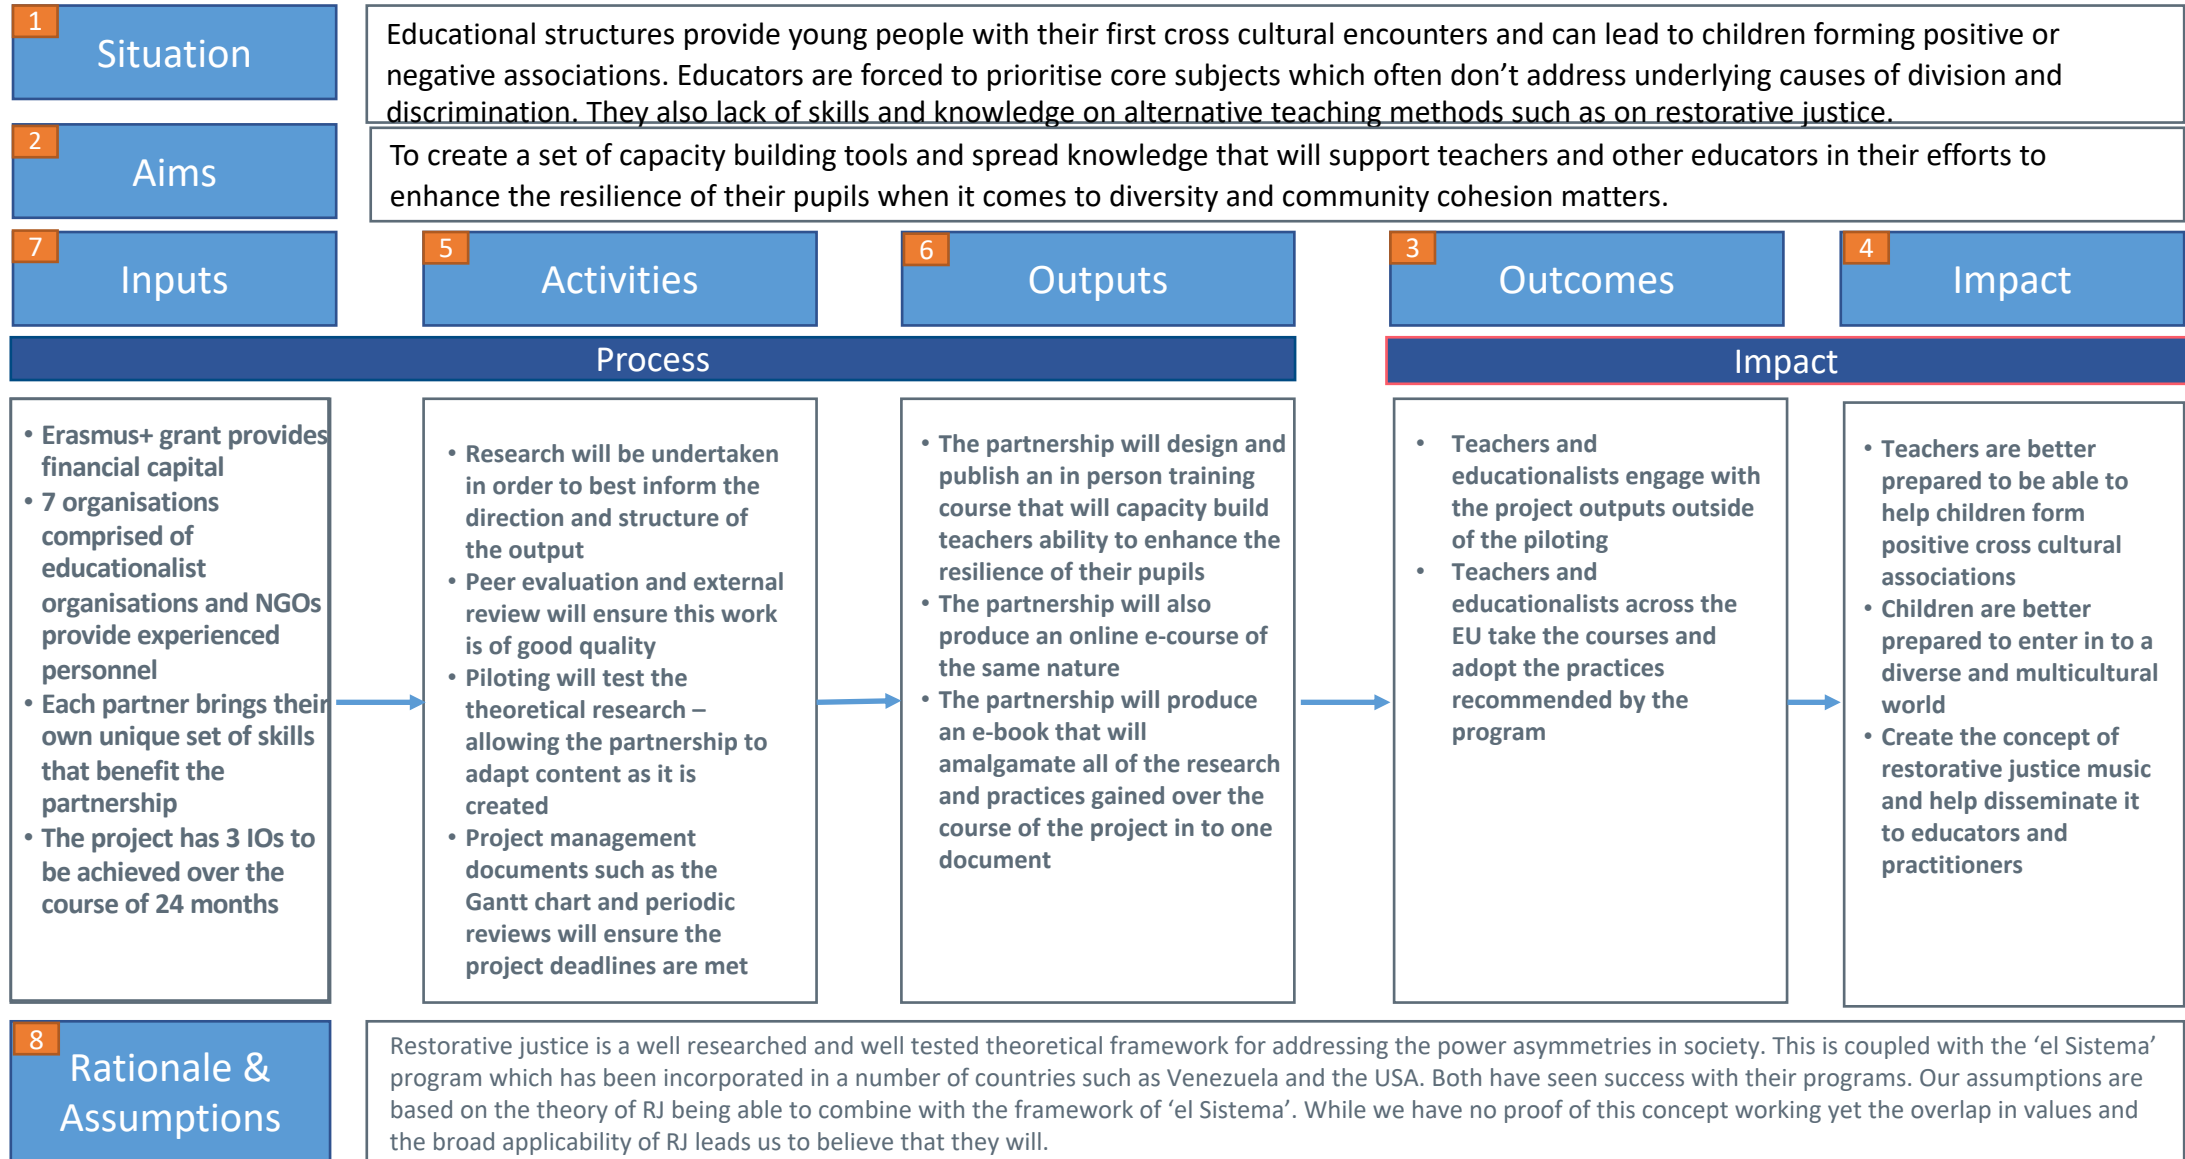 1
Situation
Educational structures provide young people with their first cross cultural encounters and can lead to children forming positive or
negative associations. Educators are forced to prioritise core subjects which often don’t address underlying causes of division and
discrimination. They also lack of skills and knowledge on alternative teaching methods such as on restorative justice.
2
Aims
To create a set of capacity building tools and spread knowledge that will support teachers and other educators in their efforts to
enhance the resilience of their pupils when it comes to diversity and community cohesion matters.
7
Inputs
5
Activities
6
Outputs
3
Outcomes
4
Impact
Process
Impact
• Erasmus+ grant provides
financial capital
• 7 organisations
comprised of
educationalist
organisations and NGOs
provide experienced
personnel
• Each partner brings their
own unique set of skills
that benefit the
partnership
• The project has 3 IOs to
be achieved over the
course of 24 months
• Research will be undertaken
in order to best inform the
direction and structure of
the output
• Peer evaluation and external
review will ensure this work
is of good quality
• Piloting will test the
theoretical research –
allowing the partnership to
adapt content as it is
created
• Project management
documents such as the
Gantt chart and periodic
reviews will ensure the
project deadlines are met
• The partnership will design and
publish an in person training
course that will capacity build
teachers ability to enhance the
resilience of their pupils
• The partnership will also
produce an online e-course of
the same nature
• The partnership will produce
an e-book that will
amalgamate all of the research
and practices gained over the
course of the project in to one
document
• Teachers and
educationalists engage with
the project outputs outside
of the piloting
• Teachers and
educationalists across the
EU take the courses and
adopt the practices
recommended by the
program
• Teachers are better
prepared to be able to
help children form
positive cross cultural
associations
• Children are better
prepared to enter in to a
diverse and multicultural
world
• Create the concept of
restorative justice music
and help disseminate it
to educators and
practitioners
8
Rationale &
Assumptions
Restorative justice is a well researched and well tested theoretical framework for addressing the power asymmetries in society. This is coupled with the ‘el Sistema’
program which has been incorporated in a number of countries such as Venezuela and the USA. Both have seen success with their programs. Our assumptions are
based on the theory of RJ being able to combine with the framework of ‘el Sistema’. While we have no proof of this concept working yet the overlap in values and
the broad applicability of RJ leads us to believe that they will.